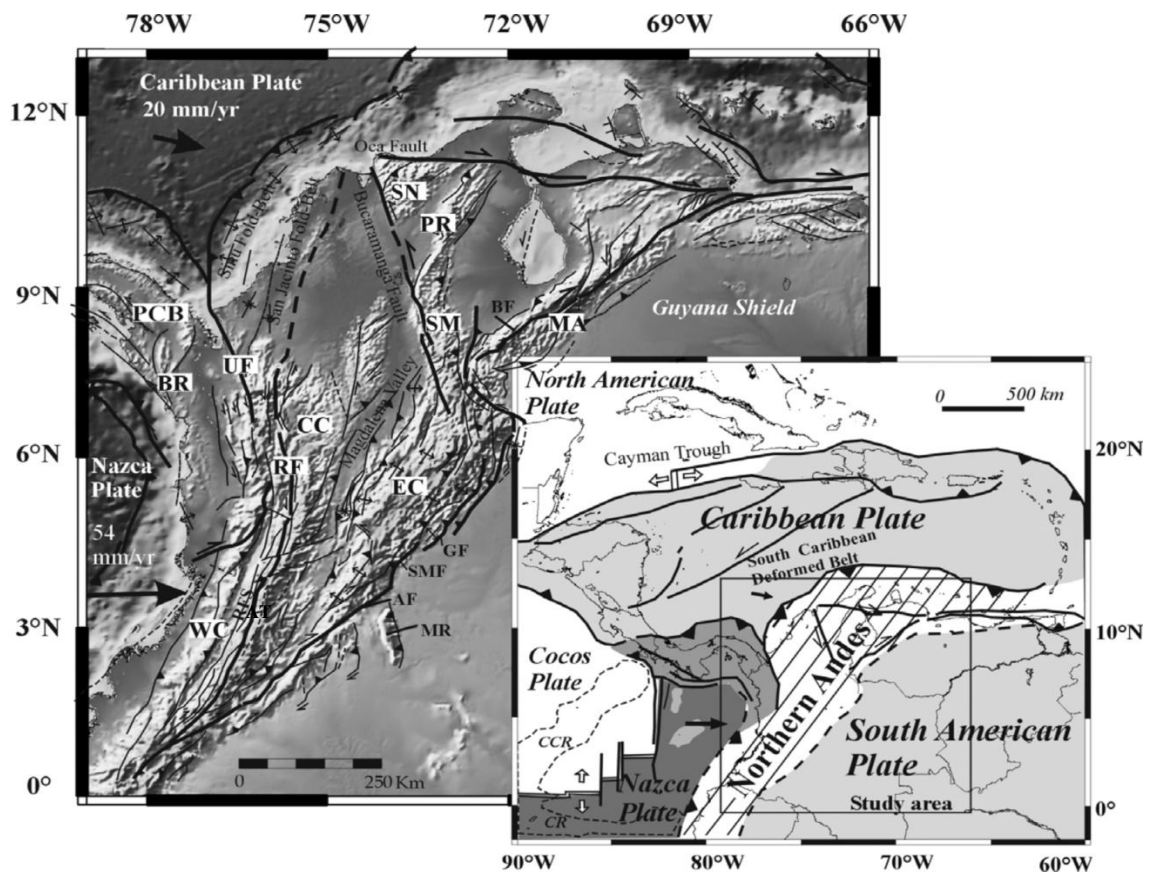 78°W 75°W 72°W 69°W 66°W
12°N
9°N
6°N
3°N
0°
Caribbean Plate
20 mm/yr
Oca Fault
SN
PR
Sinu Fold-Belt
San Jacinto Fold-Belt
Bucaramanga Fault
PCB
SM
BF
MA
Guyana Shield
UF
BR
CC
Magdalena Valley
RF
Nazca
Plate
54
mm/yr
EC
GF
SMF
AF
MR
WC
RFS
AT
250 Km
North American
Plate
0 500 km
Cayman Trough
20°N
Caribbean Plate
South Caribbean
Deformed Belt
10°N
Cocos
Plate
Northern Andes
CCR
South American
Plate
Nazca
Plate
CR
Study area
0°
90°W 80°W 70°W 60°W